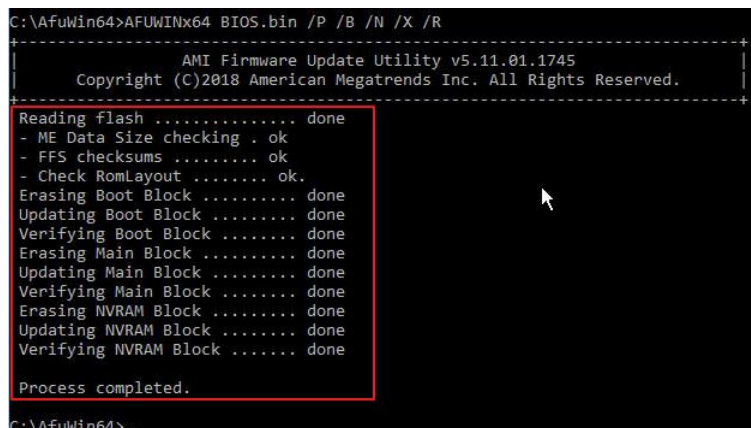 C:\AfuWin64>AFUWINx64 BIOS.bin /P /B /N /X /R
+---------------------------------------------------------------------------+
| AMI Firmware Update Utility v5.11.01.1745 |
| Copyright (C)2018 American Megatrends Inc. All Rights Reserved. |
+---------------------------------------------------------------------------+
Reading flash ............... done
- ME Data Size checking . ok
- FFS checksums ......... ok
- Check RomLayout ........ ok.
Erasing Boot Block .......... done
Updating Boot Block ......... done
Verifying Boot Block ........ done
Erasing Main Block .......... done
Updating Main Block ......... done
Verifying Main Block ........ done
Erasing NVRAM Block ......... done
Updating NVRAM Block ........ done
Verifying NVRAM Block ....... done
Process completed.
C:\AfuWin64>